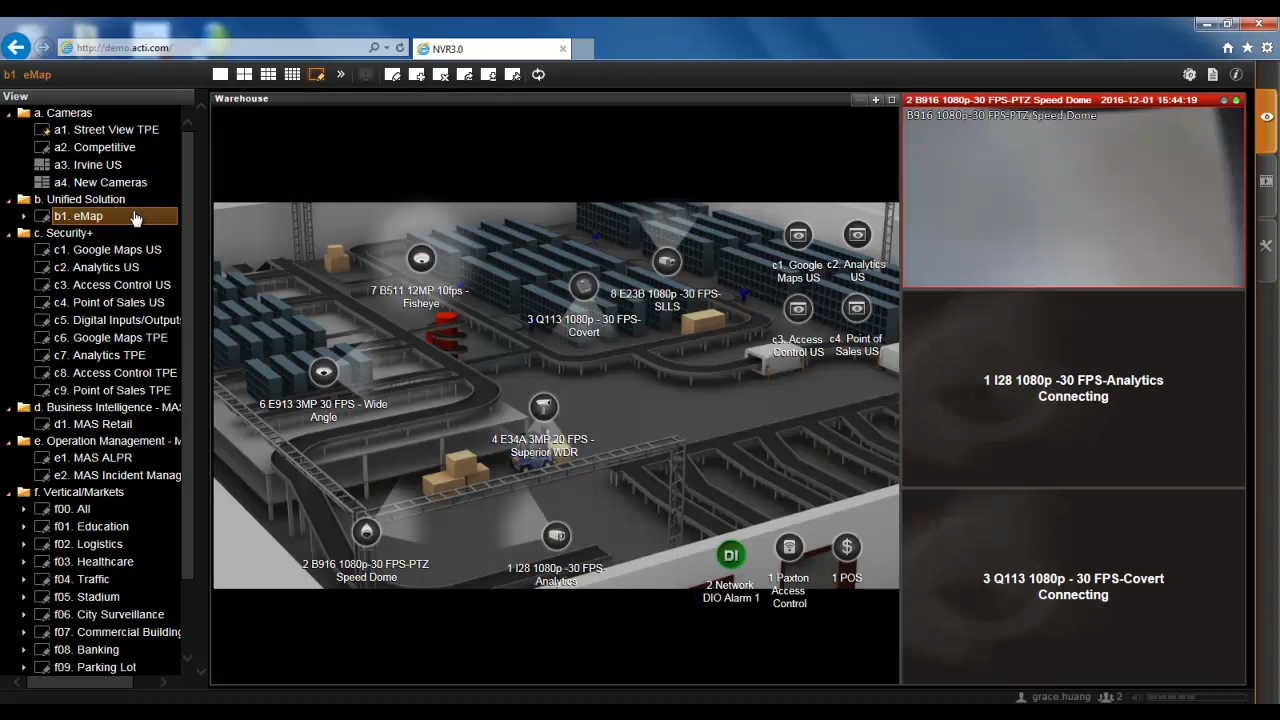 http://demo.acti.com/
NVR3.0
b1 eMap
View
a. Cameras
a1. Street View TPE
a2. Competitive
a3. Irvine US
a4. New Cameras
b. Unified Solution
b1. eMap
c. Security+
c1. Google Maps US
c2. Analytics US
c3. Access Control US
c4. Point of Sales US
c5. Digital Inputs/Outputs
c6. Google Maps TPE
c7. Analytics TPE
c8. Access Control TPE
c9. Point of Sales TPE
d. Business Intelligence - MAS
d1. MAS Retail
e. Operation Management - M
e1. MAS ALPR
e2. MAS Incident Manag
f. Vertical/Markets
f00. All
f01. Education
f02. Logistics
f03. Healthcare
f04. Traffic
f05. Stadium
f06. City Surveillance
f07. Commercial Building
f08. Banking
f09. Parking Lot
Warehouse
7 B511 12MP 10fps -
Fisheye
3 Q113 1080p - 30 FPS-
Covert
8 E23B 1080p -30 FPS-
SLLS
c1. Google
Maps US
c2. Analytics
US
c3. Access
Control US
c4. Point of
Sales US
6 E913 3MP 30 FPS - Wide
Angle
4 E34A 3MP 20 FPS -
Superior WDR
2 B916 1080p-30 FPS-PTZ
Speed Dome
1 I28 1080p -30 FPS-
Analytics
DI
2 Network
DIO Alarm 1
1 Paxton
Access
Control
$
1 POS
2 B916 1080p-30 FPS-PTZ Speed Dome 2016-12-01 15:44:19
B916 1080p-30 FPS-PTZ Speed Dome
1 I28 1080p -30 FPS-Analytics
Connecting
3 Q113 1080p - 30 FPS-Covert
Connecting
grace.huang 2